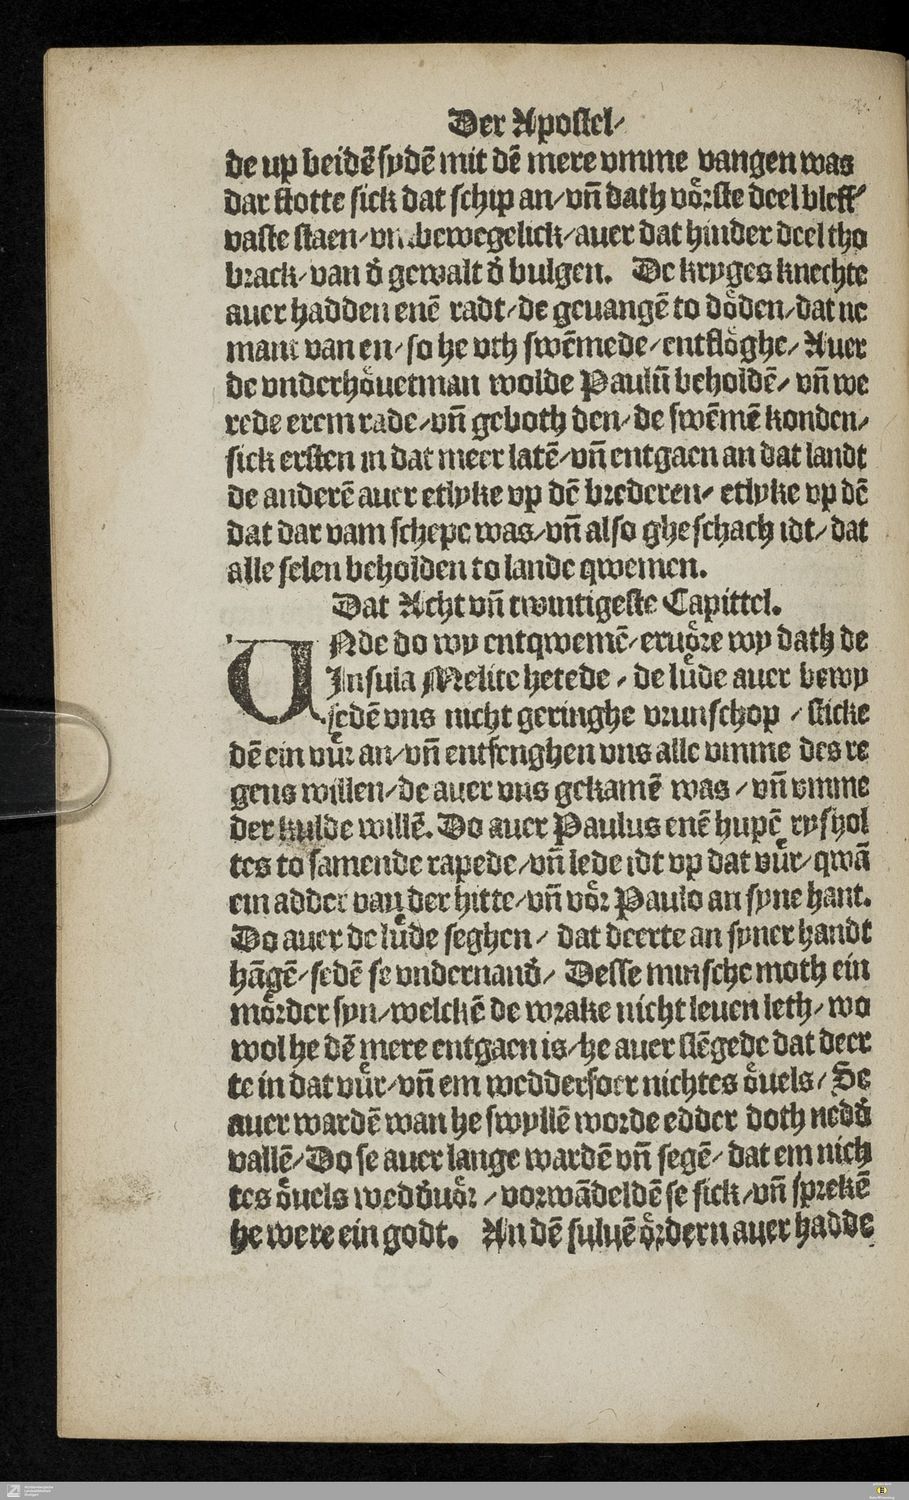 Der Apostel/
de up beidē sydē mit dē mere vmme vangen was
dar stotte sick dat schip an/vñ dath vörste deel bleff/
vaste staen/vnbewegelick/auer dat hinder deel tho
brack/van d̄ gewalt d̄ bulgen. De kryges knechte
auer hadden enē radt/de geuangē to döden/dat ne
mant van en/so he vth swēmede/entflöghe/Auer
de vnderhöuetman wolde Paulū beholdē/vñ we
rede erem rade/vñ geboth den/de swēmē konden/
sick ersten in dat meer latē/vñ entgaen an dat landt
de anderē auer etlyke vp dē brederen/etlyke vp dē
dat dar vam schepe was/vñ also gheschach idt/dat
alle selen beholden to lande qwemen.
Dat Acht vñ twintigeste Capittel.
UNde do wy entqwemē/eruöre wy dath de
Insula Melite hetede/de lüde auer bewy
sedē vns nicht geringhe vrunschop/sticke
dē ein vür an/vñ entfenghen vns alle vmme des re
gens willen/de auer vns gekamē was/vñ vmme
der kulde willē. Do auer Paulus enē hupē ryshol
tes to samende rapede/vñ lede idt vp dat vür/qwā
ein adder van der hitte/vñ vör Paulo an syne hant.
Do auer de lüde seghen/dat deerte an syner handt
hāgē/sedē se vndernand̄/Desse minsche moth ein
mörder syn/welckē de wrake nicht leuen leth/wo
wol he dē mere entgaen is/he auer slēgede dat deer
te in dat vür/vñ em weddersoer nichtes öuels/Se
auer wardē wan he swyllē worde edder doth nedd̄
vallē/Do se auer lange wardē vñ segē/dat em nich
tes öuels wedd̄uör/vorwādeldē se sick/vñ sprekē
he were ein godt. An dē suluē ördern auer hadde